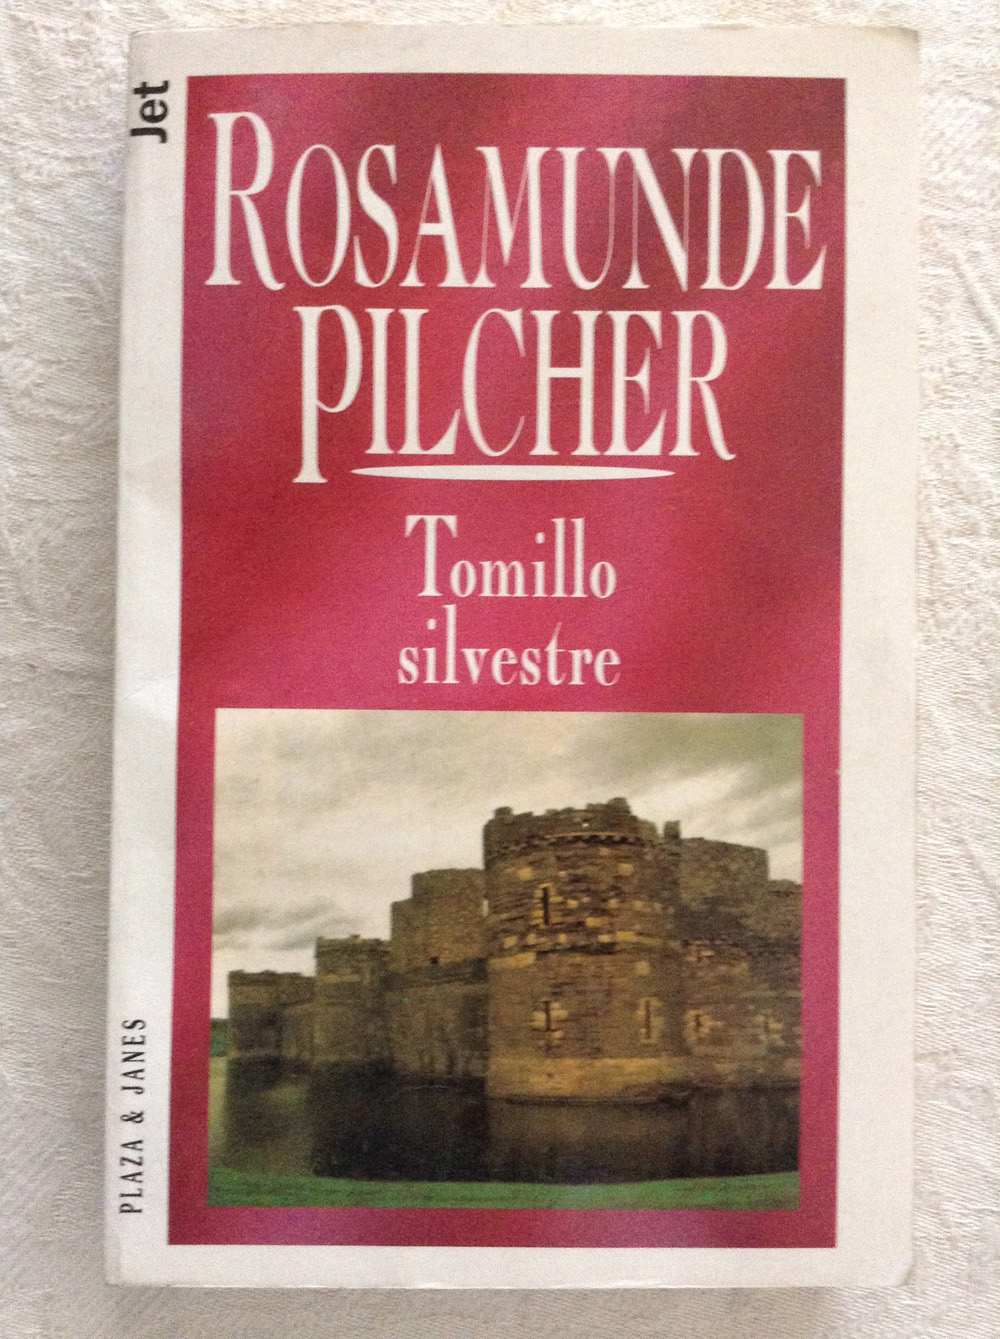 Jet
ROSAMUNDE
PILCHER
Tomillo
silvestre
PLAZA & JANES